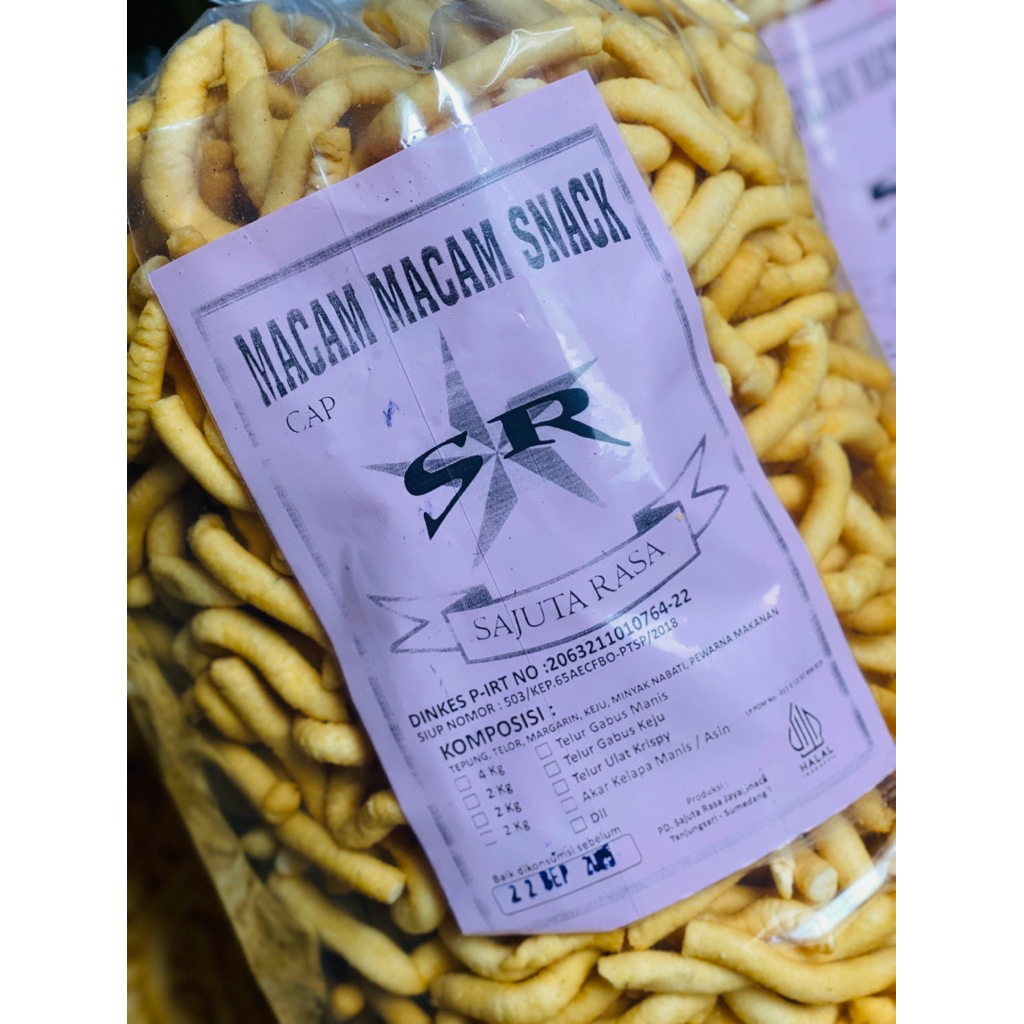 MACAM MACAM SNACK
CAP
SR
SAJUTA RASA
DINKES P-IRT NO :2063211010764-22
SIUP NOMOR : 503/KEP.65AECFBO-PTSP/2018
KOMPOSISI :
TEPUNG, TELOR, MARGARIN, KEJU, MINYAK NABATI, PEWARNA MAKANAN
4 Kg Telur Gabus Manis
2 Kg Telur Gabus Keju
2 Kg Telur Ulat Krispy
2 Kg Akar Kelapa Manis / Asin
Dll
HALAL
INDONESIA
Produksi :
PD. Sajuta Rasa Jaya Snack
Tanjungsari - Sumedang
Baik dikonsumsi sebelum
22 SEP